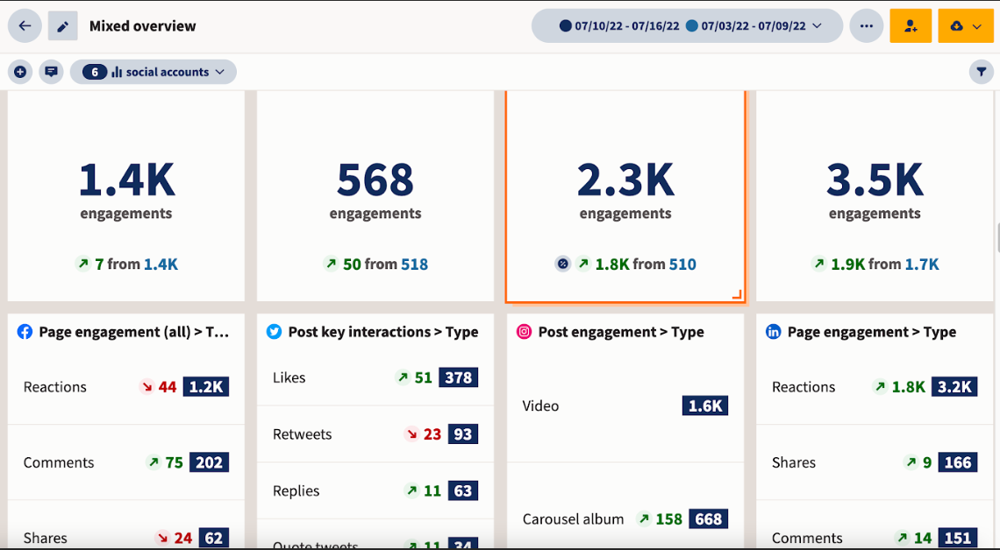 Mixed overview
07/10/22 - 07/16/22 07/03/22 - 07/09/22
6 social accounts
1.4K
engagements
7 from 1.4K
568
engagements
50 from 518
2.3K
engagements
1.8K from 510
3.5K
engagements
1.9K from 1.7K
Page engagement (all) > T...
Reactions 44 1.2K
Comments 75 202
Shares 24 62
Post key interactions > Type
Likes 51 378
Retweets 23 93
Replies 11 63
Quote tweets 11 34
Post engagement > Type
Video 1.6K
Carousel album 158 668
Page engagement > Type
Reactions 1.8K 3.2K
Shares 9 166
Comments 14 151